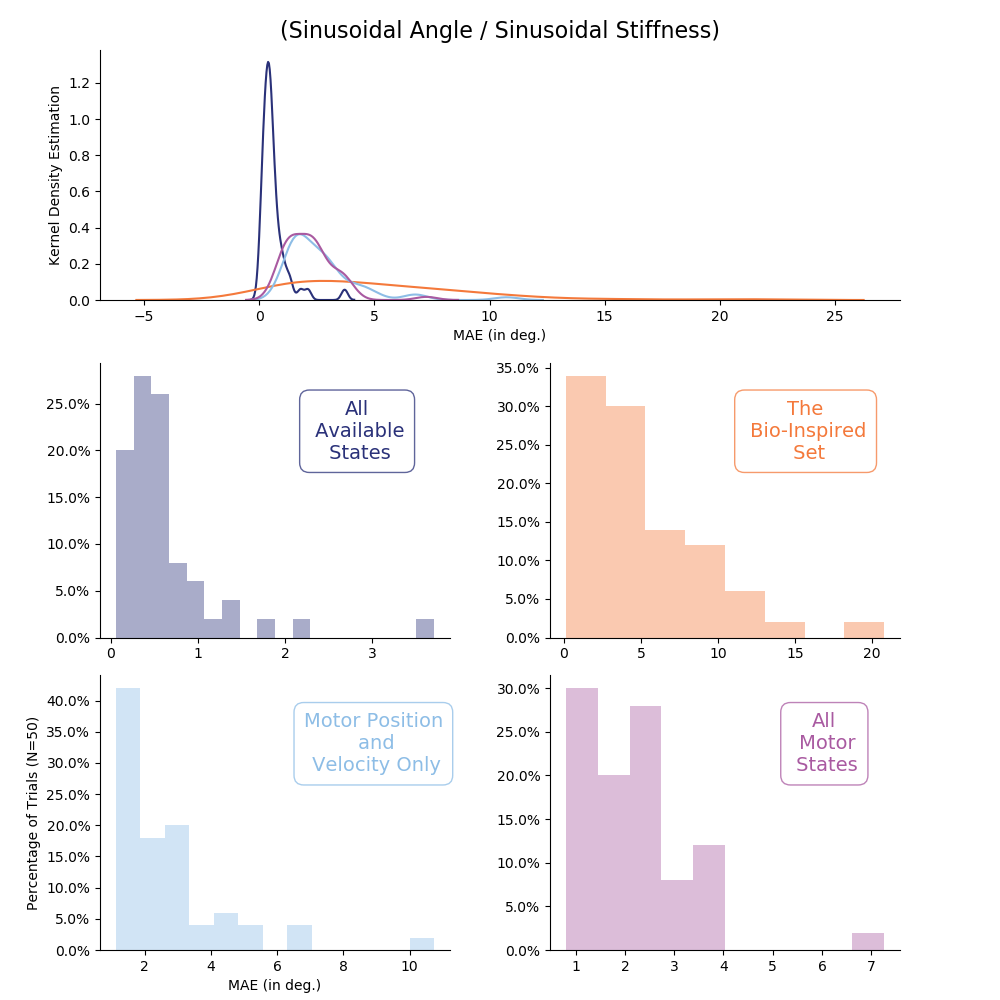 (Sinusoidal Angle / Sinusoidal Stiffness)
Kernel Density Estimation
1.2
1.0
0.8
0.6
0.4
0.2
0.0
−5 0 5 10 15 20 25
MAE (in deg.)
25.0%
20.0%
15.0%
10.0%
5.0%
0.0%
0 1 2 3
All
Available
States
35.0%
30.0%
25.0%
20.0%
15.0%
10.0%
5.0%
0.0%
0 5 10 15 20
The
Bio-Inspired
Set
Percentage of Trials (N=50)
40.0%
35.0%
30.0%
25.0%
20.0%
15.0%
10.0%
5.0%
0.0%
2 4 6 8 10
MAE (in deg.)
Motor Position
and
Velocity Only
30.0%
25.0%
20.0%
15.0%
10.0%
5.0%
0.0%
1 2 3 4 5 6 7
All
Motor
States